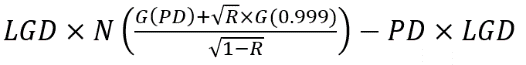 LGD × N ( (G(PD)+√R×G(0.999)) / √(1−R) ) − PD × LGD